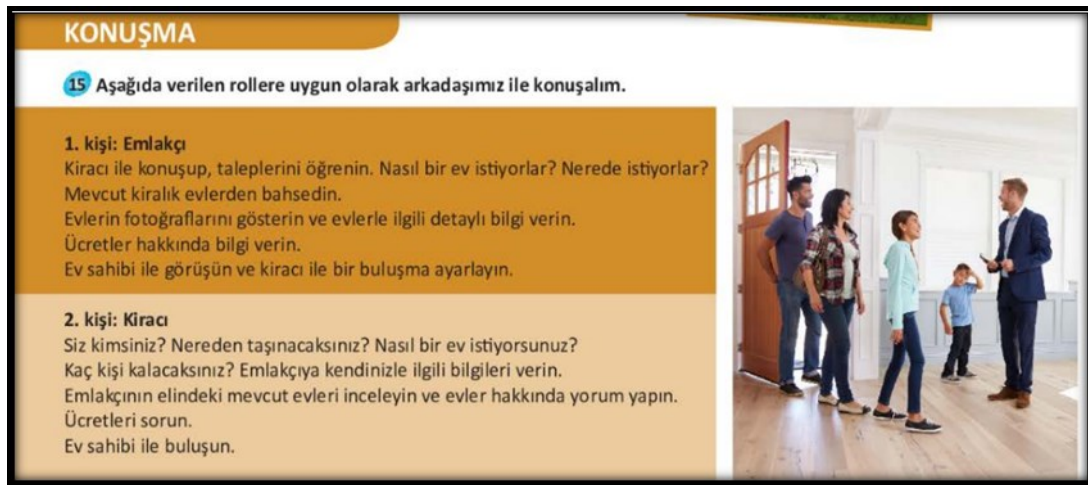 KONUŞMA
15 Aşağıda verilen rollere uygun olarak arkadaşımız ile konuşalım.
1. kişi: Emlakçı
Kiracı ile konuşup, taleplerini öğrenin. Nasıl bir ev istiyorlar? Nerede istiyorlar?
Mevcut kiralık evlerden bahsedin.
Evlerin fotoğraflarını gösterin ve evlerle ilgili detaylı bilgi verin.
Ücretler hakkında bilgi verin.
Ev sahibi ile görüşün ve kiracı ile bir buluşma ayarlayın.
2. kişi: Kiracı
Siz kimsiniz? Nereden taşınacaksınız? Nasıl bir ev istiyorsunuz?
Kaç kişi kalacaksınız? Emlakçıya kendinizle ilgili bilgileri verin.
Emlakçının elindeki mevcut evleri inceleyin ve evler hakkında yorum yapın.
Ücretleri sorun.
Ev sahibi ile buluşun.